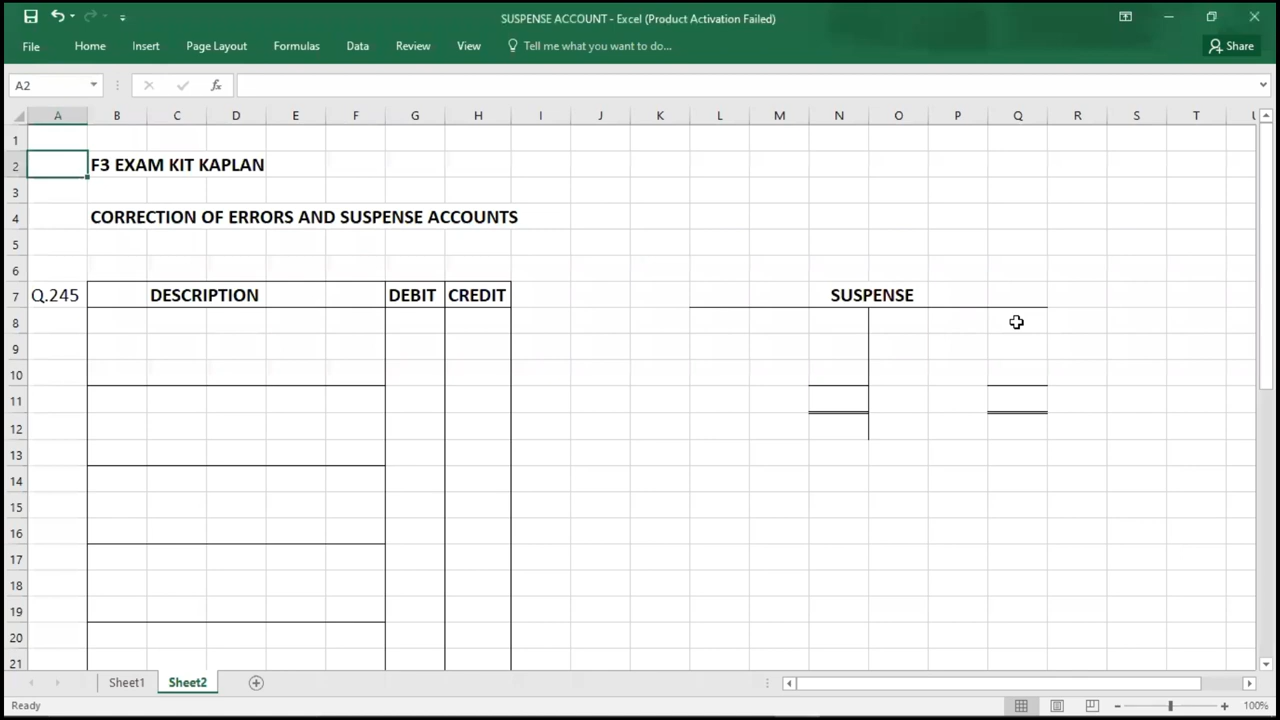 SUSPENSE ACCOUNT - Excel (Product Activation Failed)
File Home Insert Page Layout Formulas Data Review View Tell me what you want to do... Share
A2 fx
A B C D E F G H I J K L M N O P Q R S T
1
2 F3 EXAM KIT KAPLAN
3
4 CORRECTION OF ERRORS AND SUSPENSE ACCOUNTS
5
6
7 Q.245 DESCRIPTION DEBIT CREDIT SUSPENSE
8
9
10
11
12
13
14
15
16
17
18
19
20
21
Sheet1 Sheet2
Ready 100%